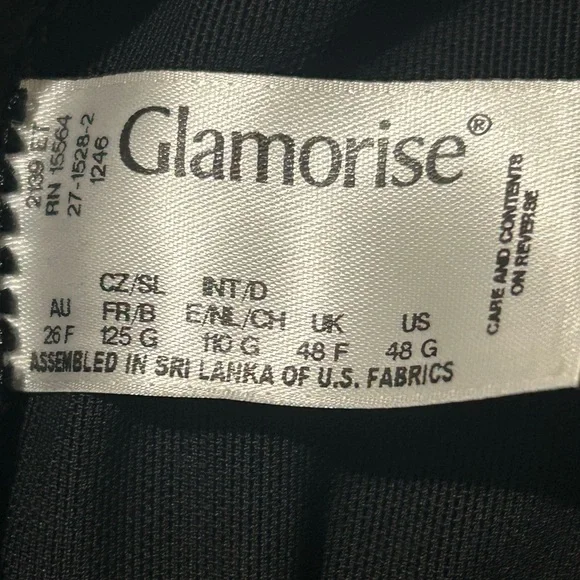 Glamorise®
21139 ET
RN 15564
27-1528-2
1246
CARE AND CONTENTS
ON REVERSE
CZ/SL INT/D
AU FR/B E/NL/CH UK US
26 F 125 G 110 G 48 F 48 G
ASSEMBLED IN SRI LANKA OF U.S. FABRICS